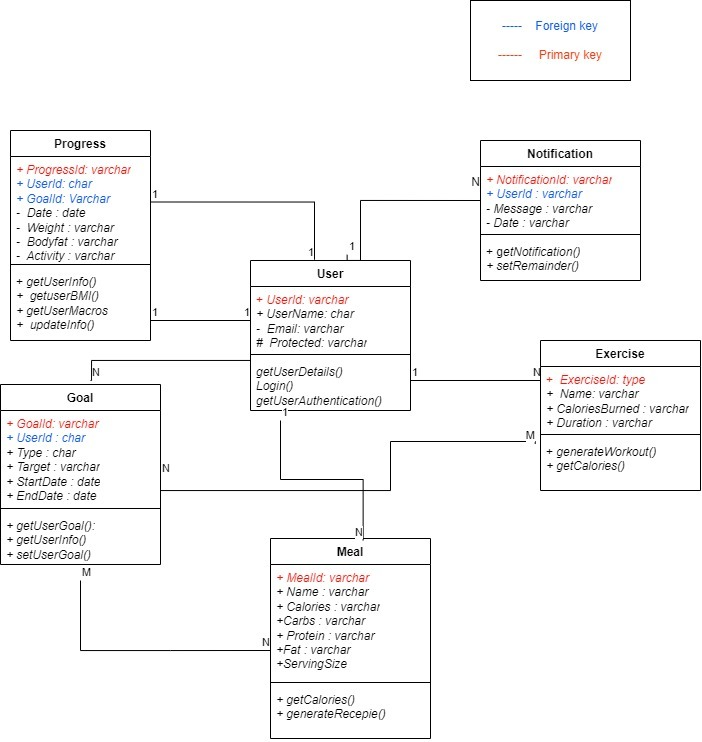 ----- Foreign key
------ Primary key
Progress
+ ProgressId: varchar
+ UserId: char
+ GoalId: Varchar
- Date : date
- Weight : varchar
- Bodyfat : varchar
- Activity : varchar
+ getUserInfo()
+ getuserBMI()
+ getUserMacros
+ updateInfo()
Notification
+ NotificationId: varchar
+ UserId : varchar
- Message : varchar
- Date : varchar
+ getNotification()
+ setRemainder()
1
1
N
1
User
+ UserId: varchar
+ UserName: char
- Email: varchar
# Protected: varchar
getUserDetails()
Login()
getUserAuthentication()
1
1
N
1
N
Exercise
+ ExerciseId: type
+ Name: varchar
+ CaloriesBurned : varchar
+ Duration : varchar
+ generateWorkout()
+ getCalories()
Goal
+ GoalId: varchar
+ UserId : char
+ Type : char
+ Target : varchar
+ StartDate : date
+ EndDate : date
+ getUserGoal():
+ getUserInfo()
+ setUserGoal()
1
M
N
N
M
N
Meal
+ MealId: varchar
+ Name : varchar
+ Calories : varchar
+Carbs : varchar
+ Protein : varchar
+Fat : varchar
+ServingSize
+ getCalories()
+ generateRecepie()